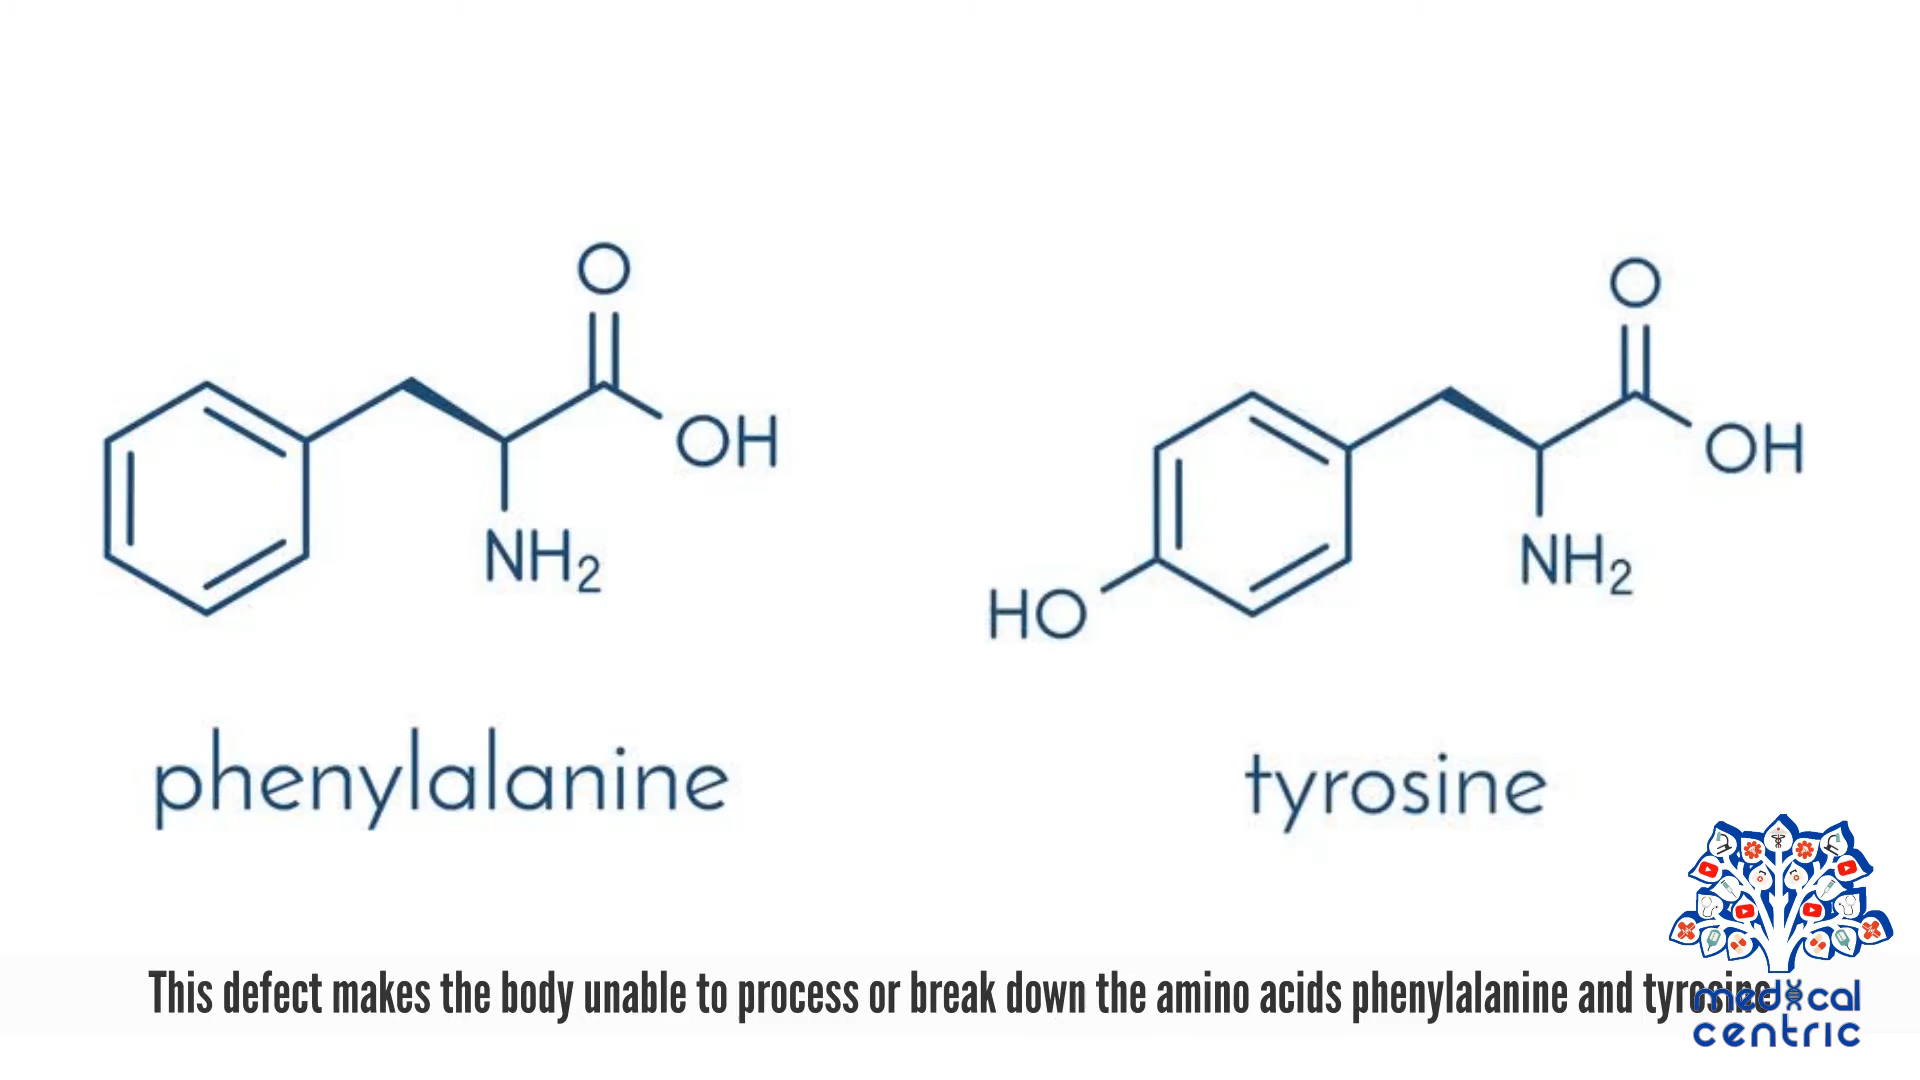 O
OH
NH2
phenylalanine
O
OH
NH2
HO
tyrosine
This defect makes the body unable to process or break down the amino acids phenylalanine and tyrosine
medical
centric